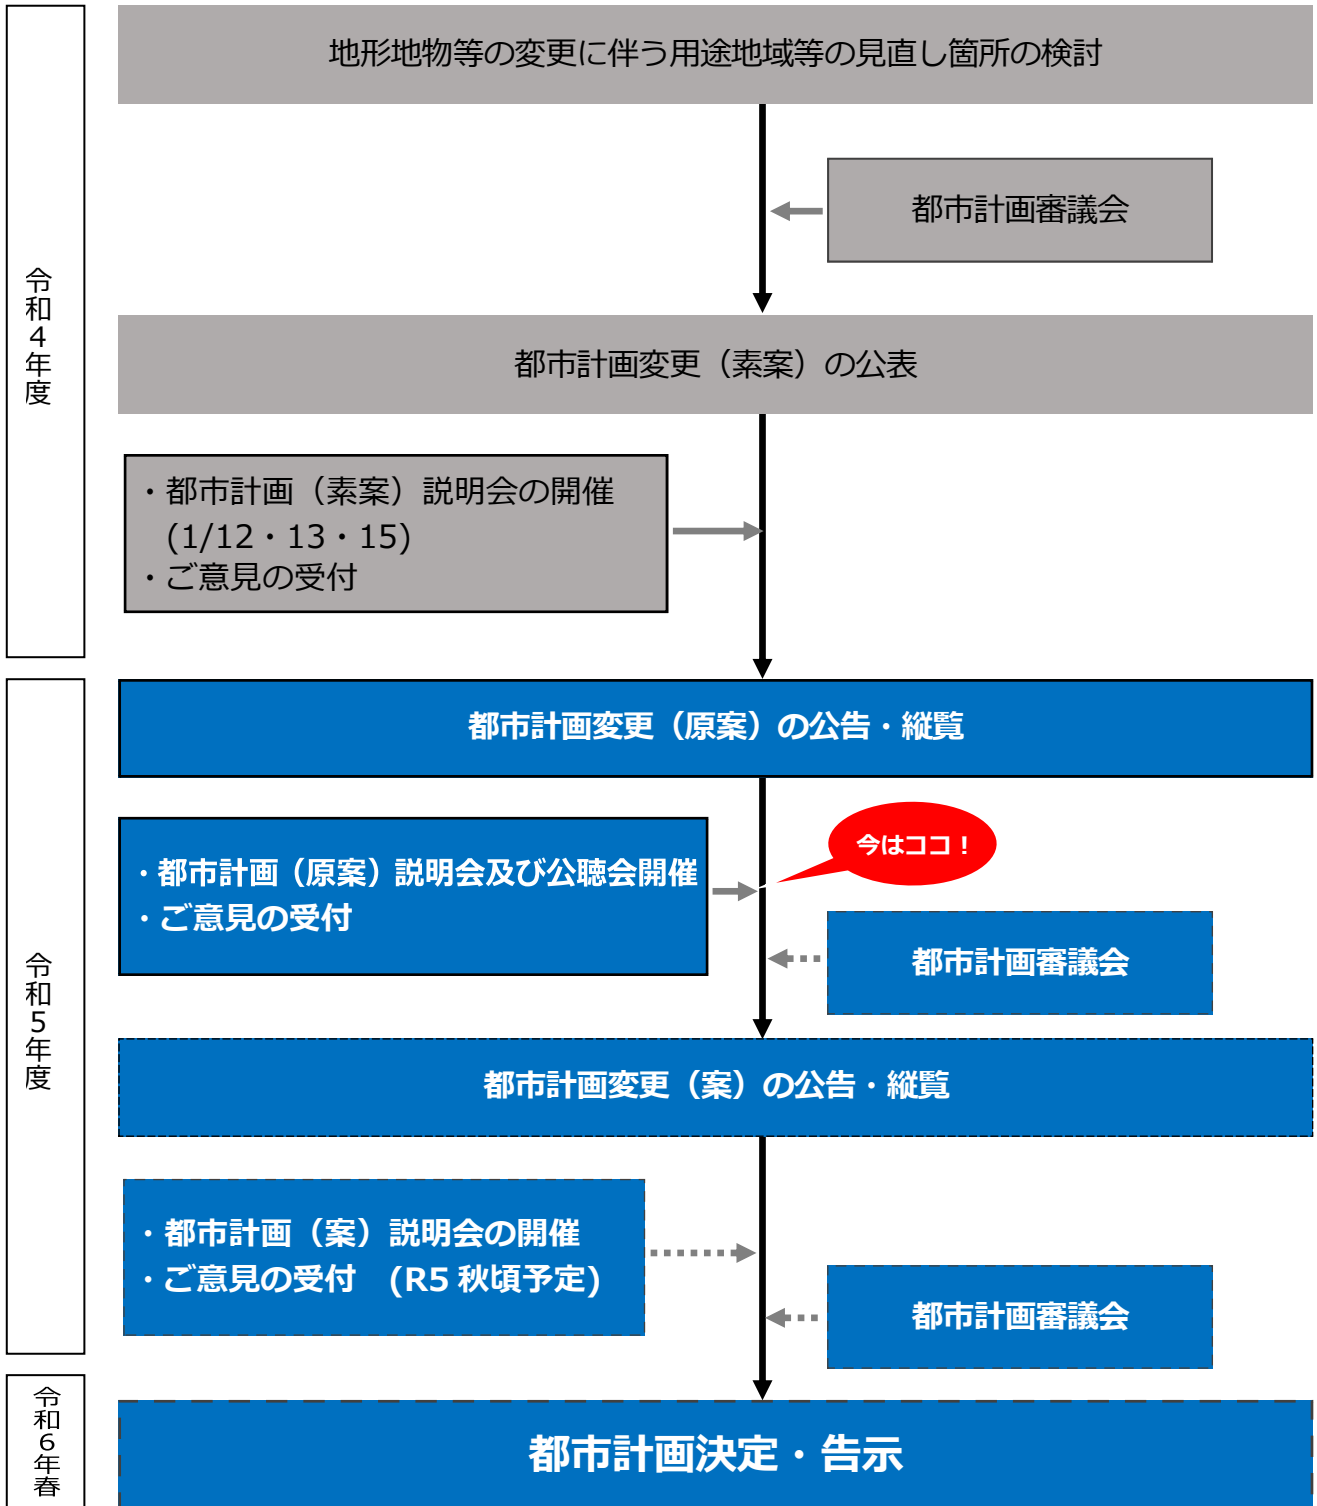 令和４年度
地形地物等の変更に伴う用途地域等の見直し箇所の検討
都市計画審議会
都市計画変更（素案）の公表
・都市計画（素案）説明会の開催
(1/12・13・15)
・ご意見の受付
令和５年度
都市計画変更（原案）の公告・縦覧
今はココ！
・都市計画（原案）説明会及び公聴会開催
・ご意見の受付
都市計画審議会
都市計画変更（案）の公告・縦覧
・都市計画（案）説明会の開催
・ご意見の受付　(R5 秋頃予定)
都市計画審議会
令和６年春
都市計画決定・告示